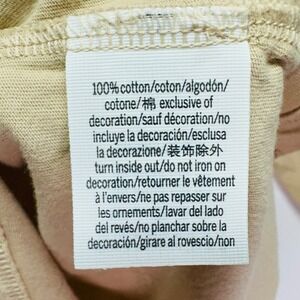 100% cotton/coton/algodón/
cotone/棉 exclusive of
decoration/sauf décoration/no
incluye la decoración/esclusa
la decorazione/装饰除外
turn inside out/do not iron on
decoration/retourner le vêtement
à l'envers/ne pas repasser sur
les ornements/lavar del lado
del revés/no planchar sobre la
decoración/girare al rovescio/non